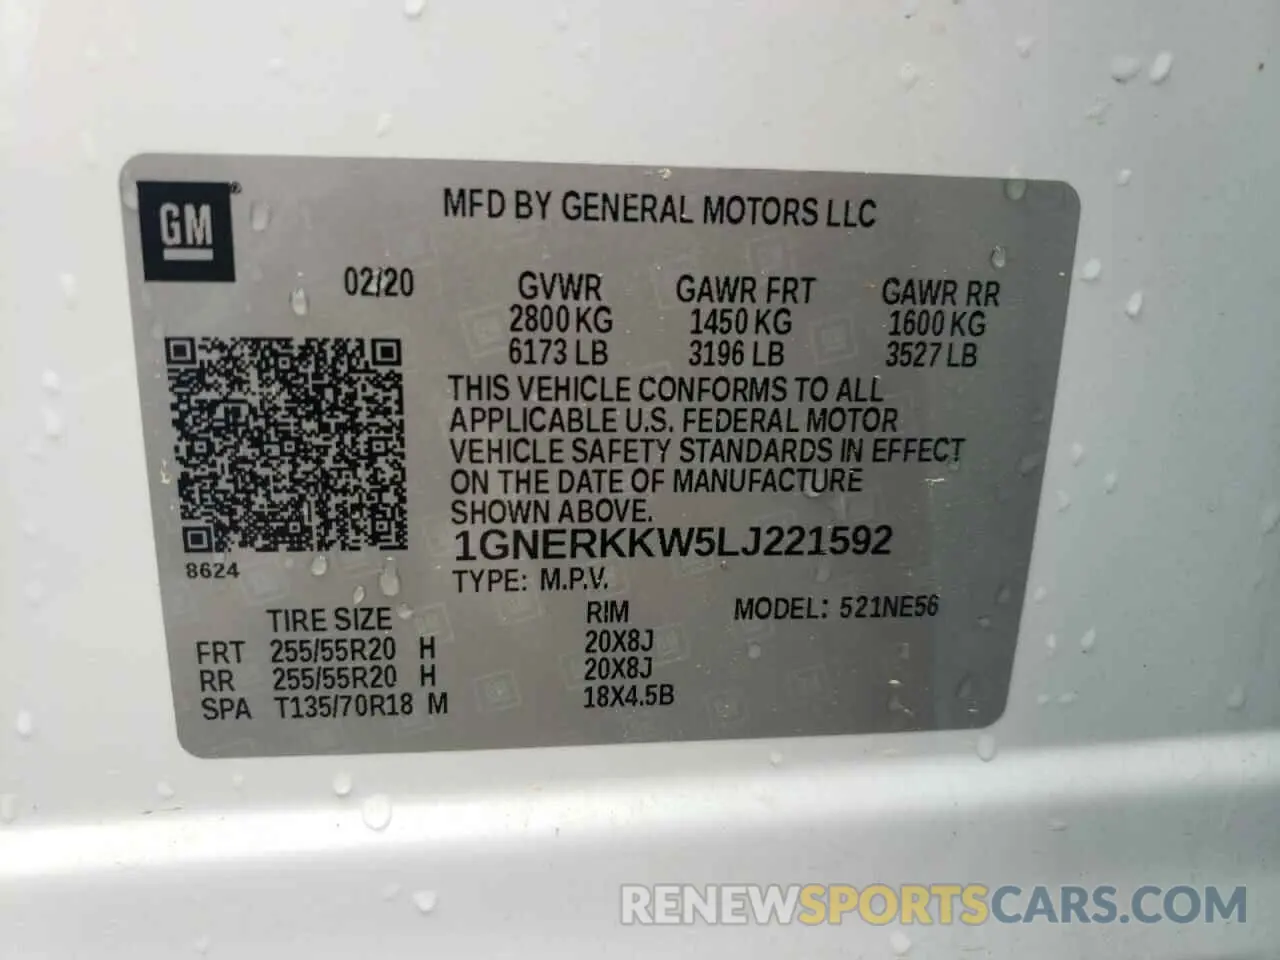 GM®
MFD BY GENERAL MOTORS LLC
02/20 GVWR GAWR FRT GAWR RR
2800 KG 1450 KG 1600 KG
6173 LB 3196 LB 3527 LB
THIS VEHICLE CONFORMS TO ALL
APPLICABLE U.S. FEDERAL MOTOR
VEHICLE SAFETY STANDARDS IN EFFECT
ON THE DATE OF MANUFACTURE
SHOWN ABOVE.
1GNERKKW5LJ221592
8624
TYPE: M.P.V.
TIRE SIZE RIM MODEL: 521NE56
FRT 255/55R20 H 20X8J
RR 255/55R20 H 20X8J
SPA T135/70R18 M 18X4.5B
RENEWSPORTSCARS.COM